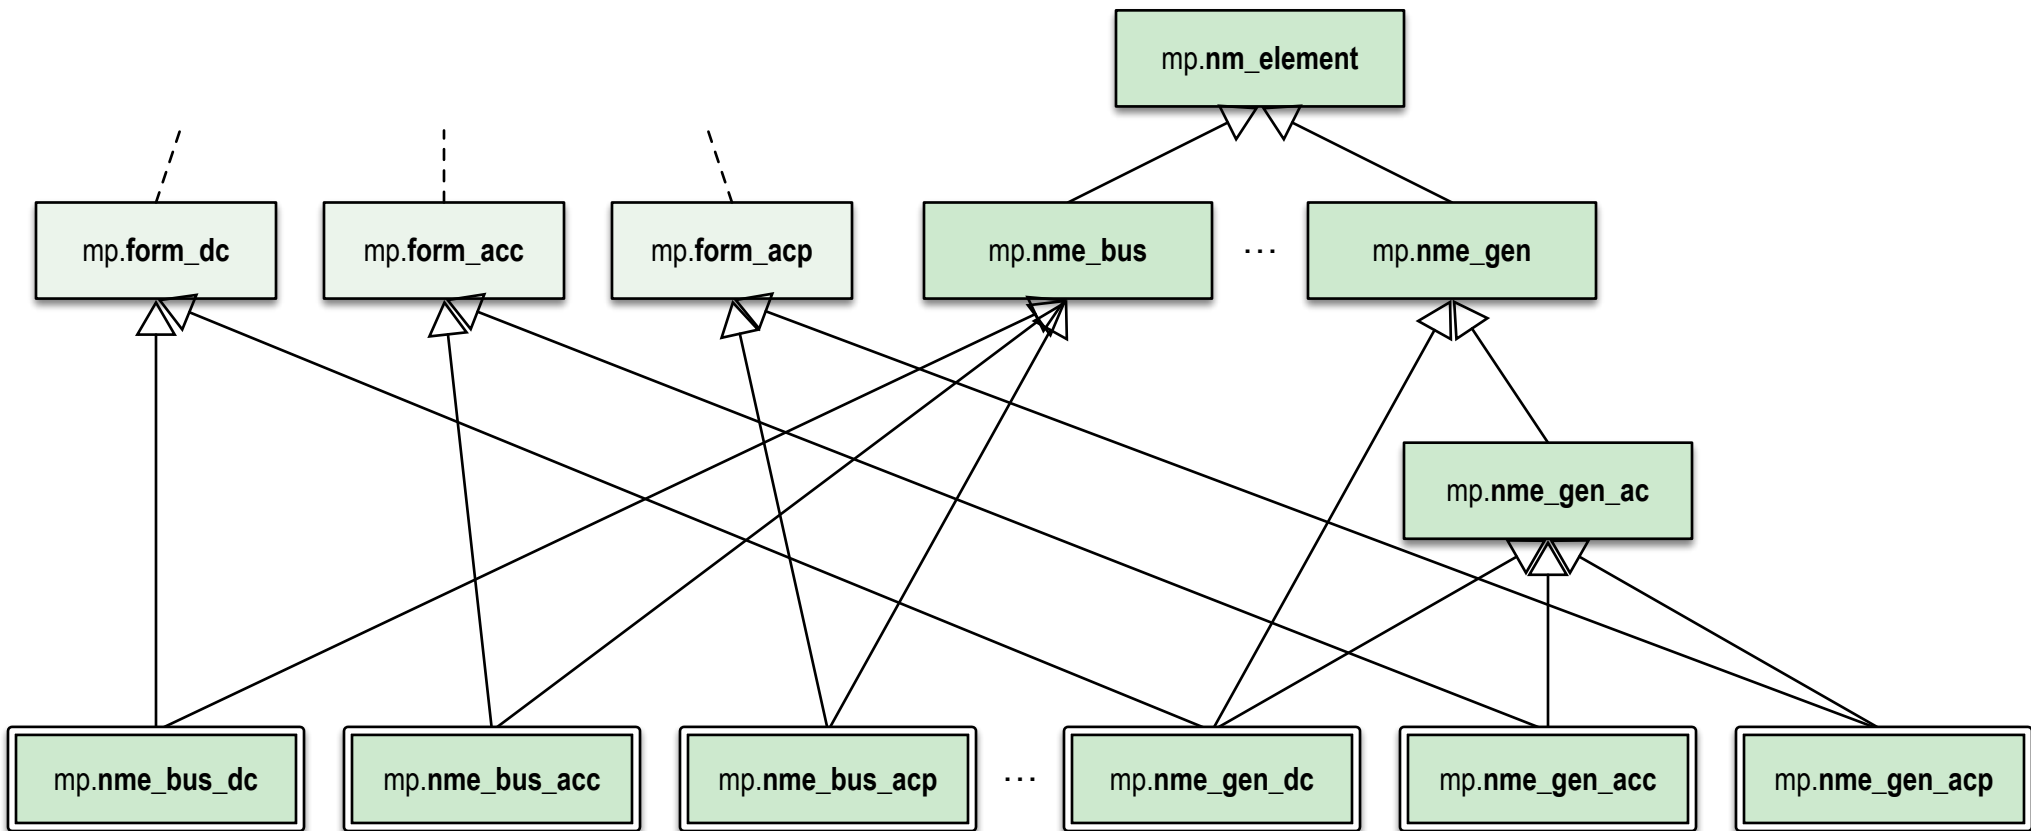 mp.nm_element
mp.form_dc
mp.form_acc
mp.form_acp
mp.nme_bus
...
mp.nme_gen
mp.nme_gen_ac
mp.nme_bus_dc
mp.nme_bus_acc
mp.nme_bus_acp
...
mp.nme_gen_dc
mp.nme_gen_acc
mp.nme_gen_acp